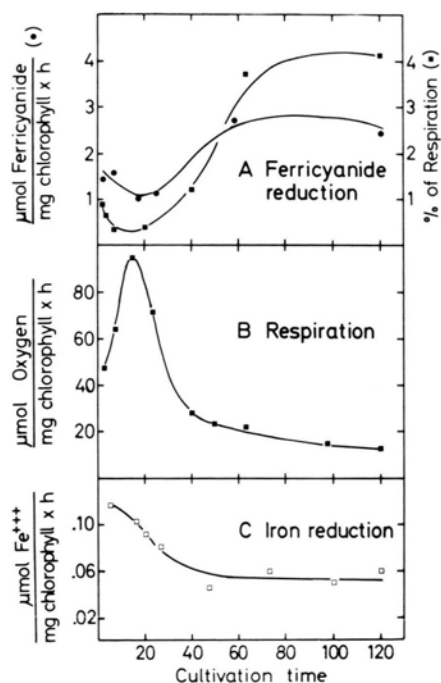 µmol Ferricyanide (●)
mg chlorophyll x h
4
3
2
1
A Ferricyanide
reduction
4
3
2
1
% of Respiration (▪)
µmol Oxygen
mg chlorophyll x h
80
60
40
20
B Respiration
µmol Fe+++
mg chlorophyll x h
.10
.06
.02
C Iron reduction
20 40 60 80 100 120
Cultivation time